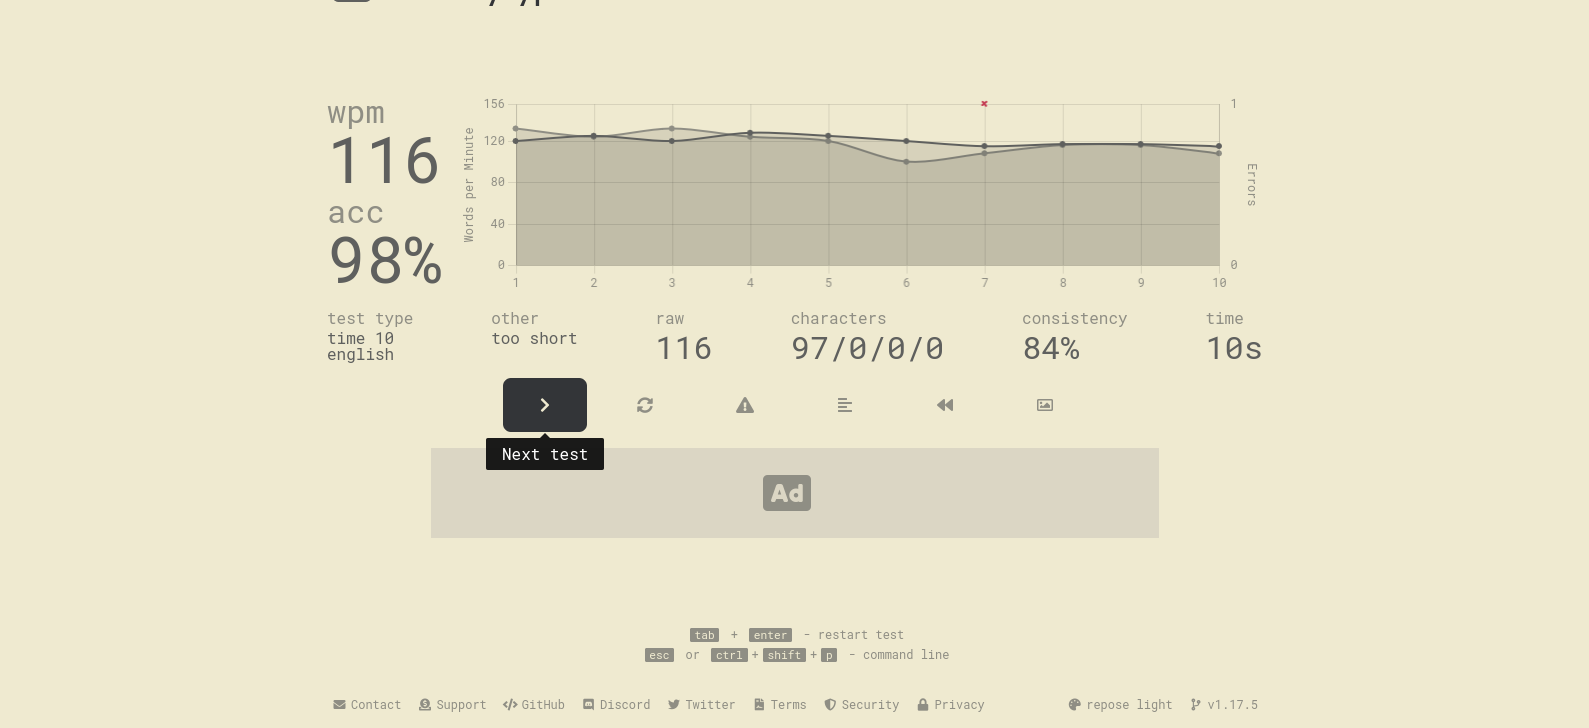 wpm
116
acc
98%
Words per Minute
156
120
80
40
0
1 2 3 4 5 6 7 8 9 10
1
0
Errors
test type
time 10
english
other
too short
raw
116
characters
97/0/0/0
consistency
84%
time
10s
Next test
Ad
tab + enter - restart test
esc or ctrl + shift + p - command line
Contact Support GitHub Discord Twitter Terms Security Privacy repose light v1.17.5